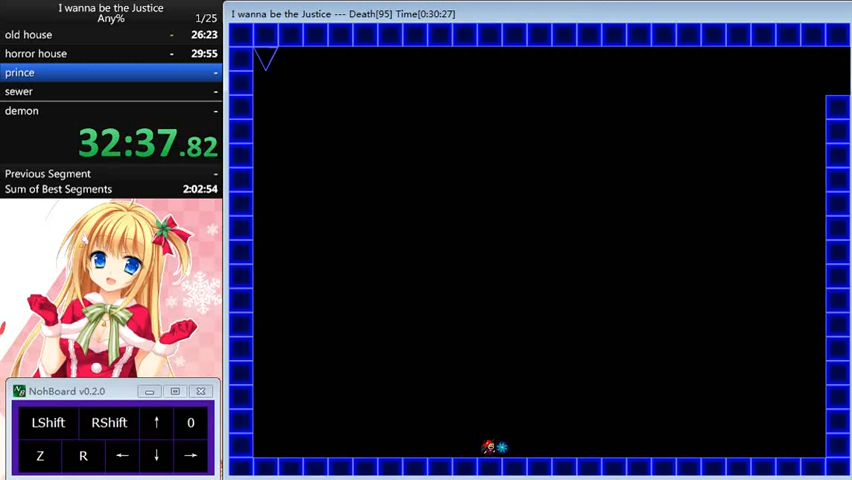 I wanna be the Justice
Any% 1/25
old house - 26:23
horror house - 29:55
prince -
sewer -
demon -
32:37.82
Previous Segment -
Sum of Best Segments 2:02:54
I wanna be the Justice --- Death[95] Time[0:30:27]
NohBoard v0.2.0
LShift RShift ↑ 0
Z R ← ↓ →